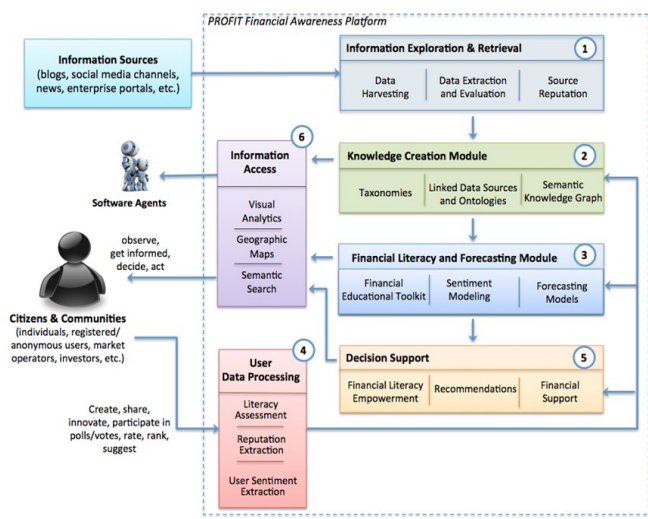 PROFIT Financial Awareness Platform
Information Sources
(blogs, social media channels,
news, enterprise portals, etc.)
Information Exploration & Retrieval
1
Data
Harvesting
Data Extraction
and Evaluation
Source
Reputation
6
Information
Access
Visual
Analytics
Geographic
Maps
Semantic
Search
Knowledge Creation Module
2
Taxonomies
Linked Data Sources
and Ontologies
Semantic
Knowledge Graph
Software Agents
observe,
get informed,
decide, act
Financial Literacy and Forecasting Module
3
Financial
Educational Toolkit
Sentiment
Modeling
Forecasting
Models
Citizens & Communities
(individuals, registered/
anonymous users, market
operators, investors, etc.)
4
User
Data Processing
Literacy
Assessment
Reputation
Extraction
User Sentiment
Extraction
Decision Support
5
Financial Literacy
Empowerment
Recommendations
Financial
Support
Create, share,
innovate, participate in
polls/votes, rate, rank,
suggest